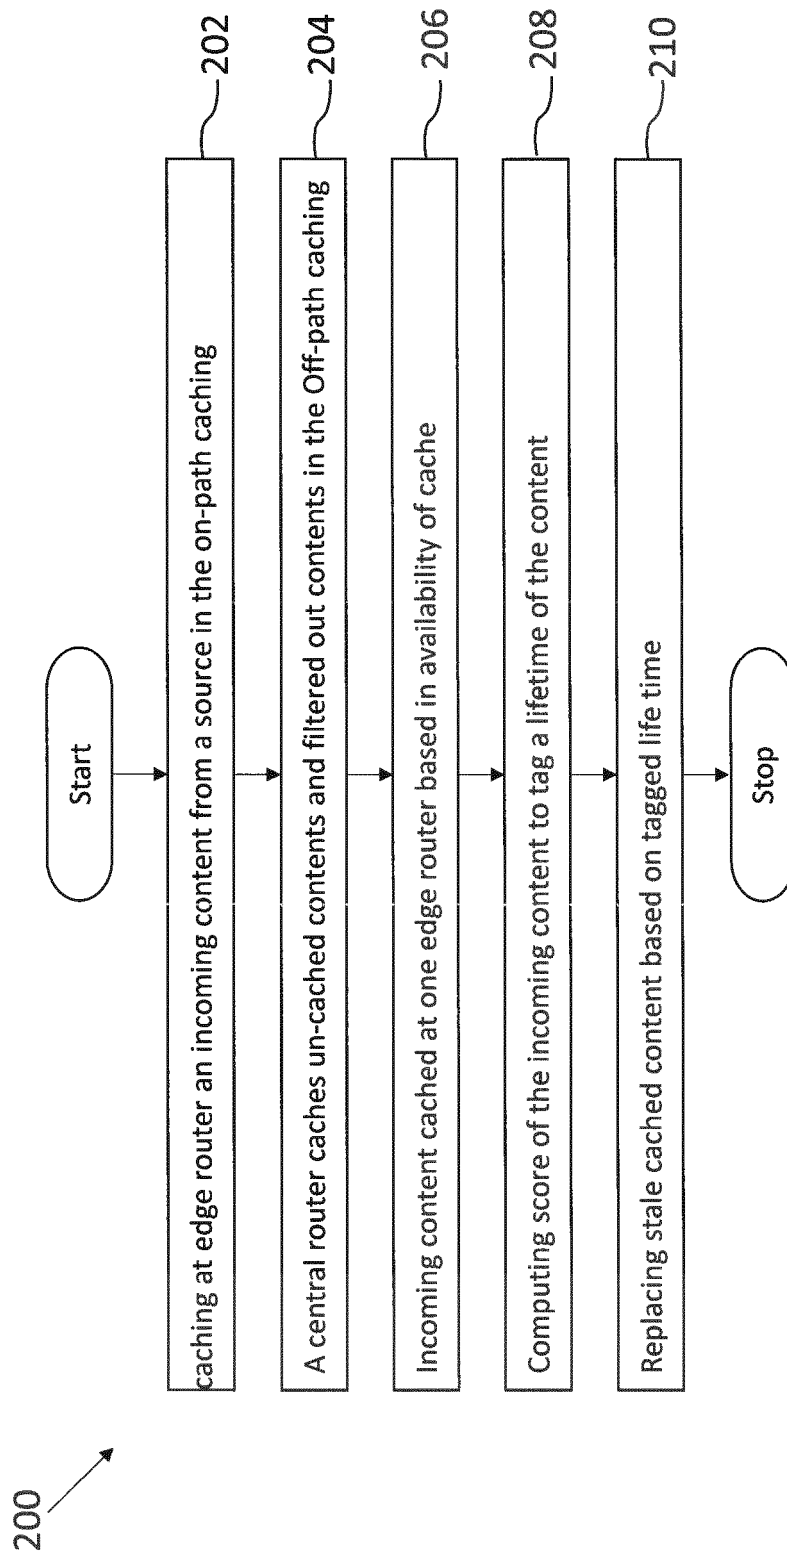 200
Start
caching at edge router an incoming content from a source in the on-path caching
202
A central router caches un-cached contents and filtered out contents in the Off-path caching
204
Incoming content cached at one edge router based in availability of cache
206
Computing score of the incoming content to tag a lifetime of the content
208
Replacing stale cached content based on tagged life time
210
Stop